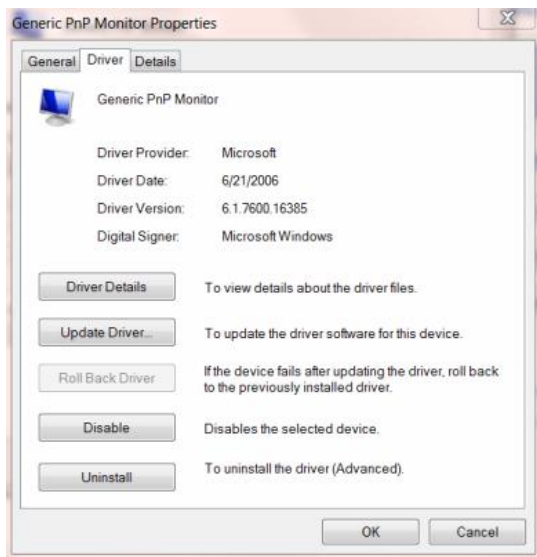 Generic PnP Monitor Properties
General Driver Details
Generic PnP Monitor
Driver Provider: Microsoft
Driver Date: 6/21/2006
Driver Version: 6.1.7600.16385
Digital Signer: Microsoft Windows
Driver Details To view details about the driver files.
Update Driver... To update the driver software for this device.
Roll Back Driver If the device fails after updating the driver, roll back
to the previously installed driver.
Disable Disables the selected device.
Uninstall To uninstall the driver (Advanced).
OK Cancel